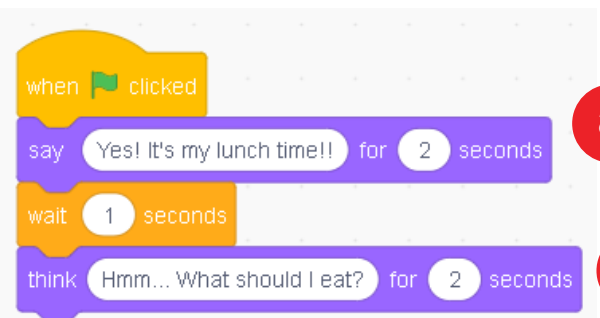 when clicked
say Yes! It's my lunch time!! for 2 seconds
wait 1 seconds
think Hmm... What should I eat? for 2 seconds